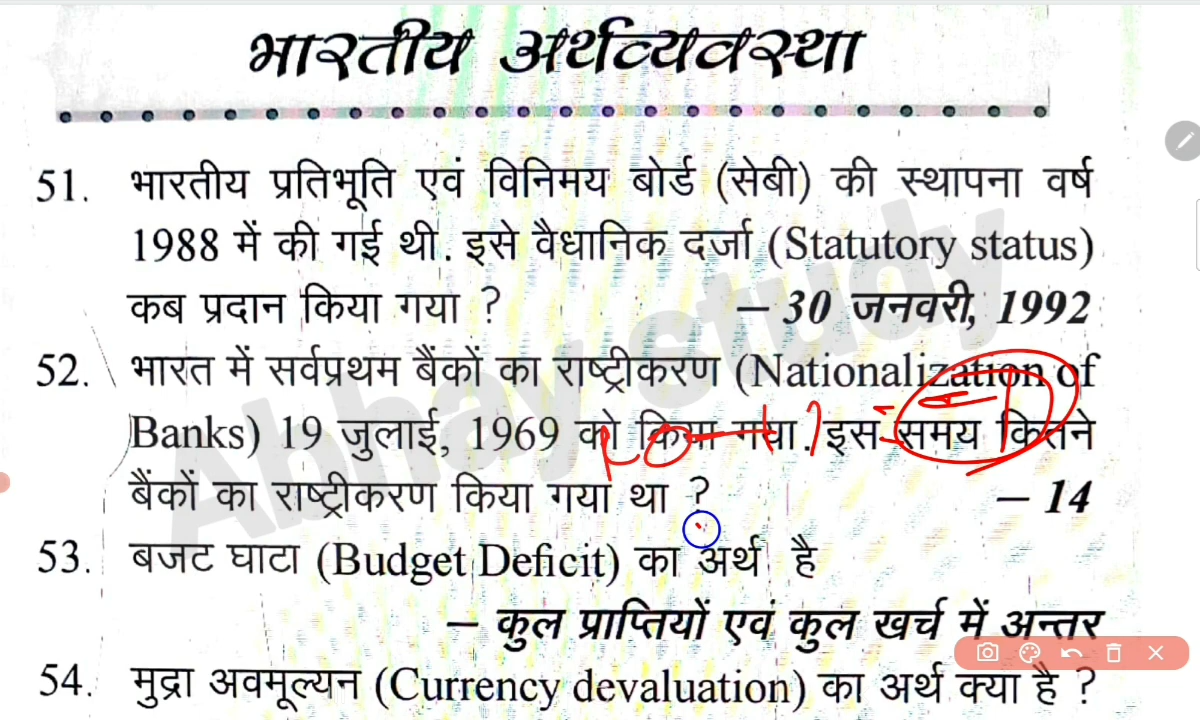 भारतीय अर्थव्यवस्था
51. भारतीय प्रतिभूति एवं विनिमय बोर्ड (सेबी) की स्थापना वर्ष
1988 में की गई थी. इसे वैधानिक दर्जा (Statutory status)
कब प्रदान किया गया ? – 30 जनवरी, 1992
52. भारत में सर्वप्रथम बैंकों का राष्ट्रीकरण (Nationalization of
Banks) 19 जुलाई, 1969 को किया गया. इस समय कितने
बैंकों का राष्ट्रीकरण किया गया था ? – 14
53. बजट घाटा (Budget Deficit) का अर्थ है
– कुल प्राप्तियों एवं कुल खर्च में अन्तर
54. मुद्रा अवमूल्यन (Currency devaluation) का अर्थ क्या है ?
Abhay study